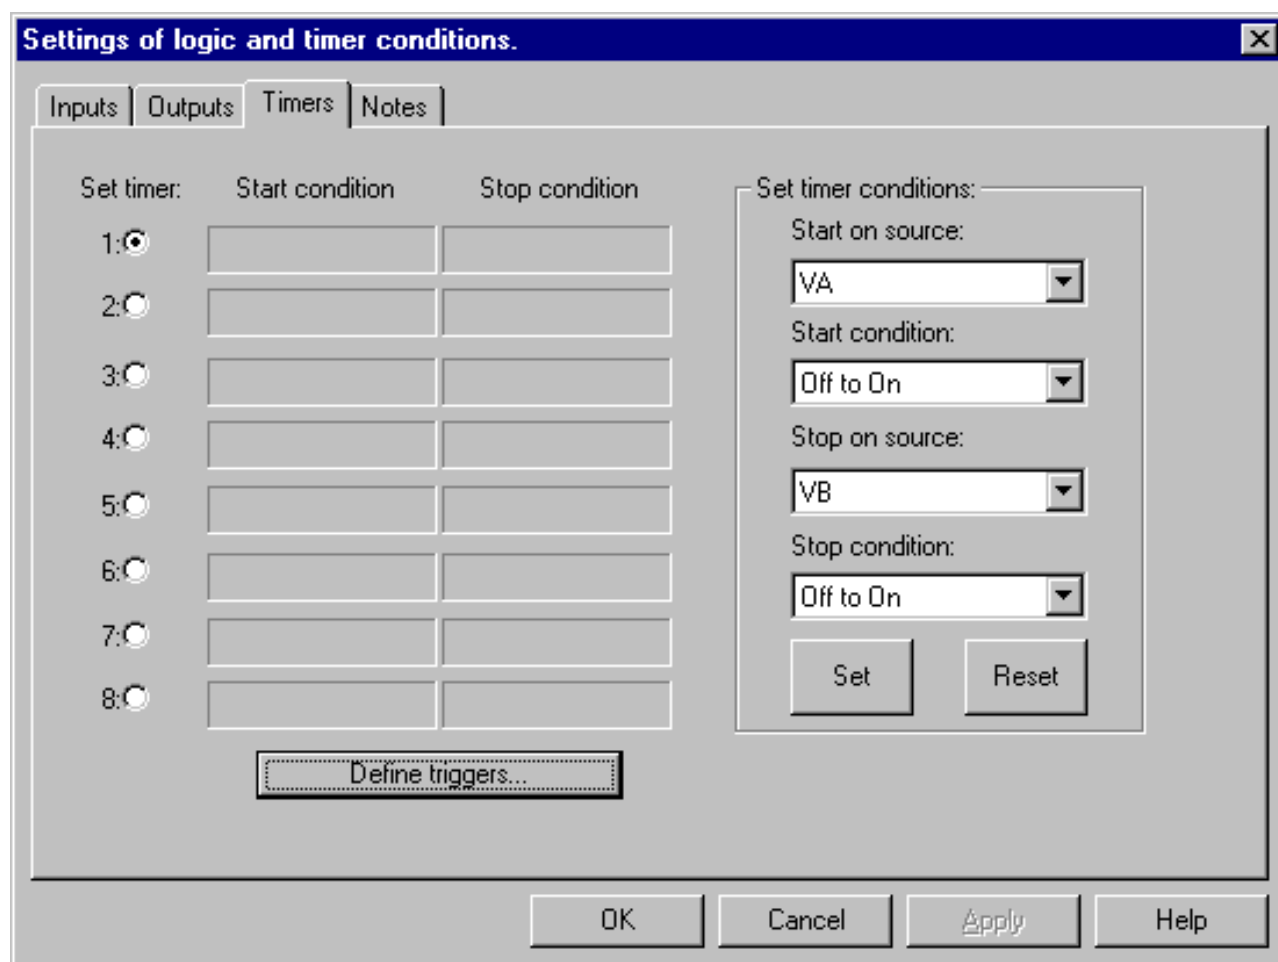 Settings of logic and timer conditions.
Inputs Outputs Timers Notes
Set timer: Start condition Stop condition
1:
2:
3:
4:
5:
6:
7:
8:
Define triggers...
Set timer conditions:
Start on source:
VA
Start condition:
Off to On
Stop on source:
VB
Stop condition:
Off to On
Set Reset
OK Cancel Apply Help